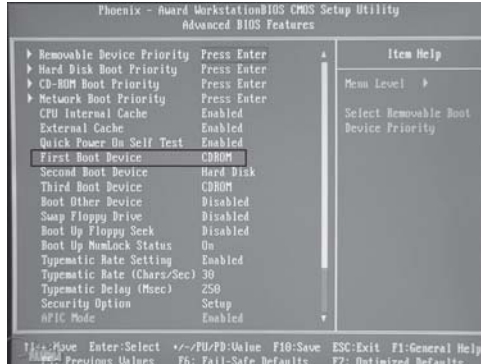 Phoenix - Award WorkstationBIOS CMOS Setup Utility
Advanced BIOS Features
Removable Device Priority Press Enter
Hard Disk Boot Priority Press Enter
CD-ROM Boot Priority Press Enter
Network Boot Priority Press Enter
CPU Internal Cache Enabled
External Cache Enabled
Quick Power On Self Test Enabled
First Boot Device CDROM
Second Boot Device Hard Disk
Third Boot Device CDROM
Boot Other Device Disabled
Swap Floppy Drive Disabled
Boot Up Floppy Seek Disabled
Boot Up NumLock Status On
Typematic Rate Setting Enabled
Typematic Rate (Chars/Sec) 30
Typematic Delay (Msec) 250
Security Option Setup
APIC Mode Enabled
Item Help
Menu Level
Select Removable Boot
Device Priority
Move Enter:Select +/-/PU/PD:Value F10:Save ESC:Exit F1:General Help
Previous Values F6: Fail-Safe Defaults F7: Optimized Defaults